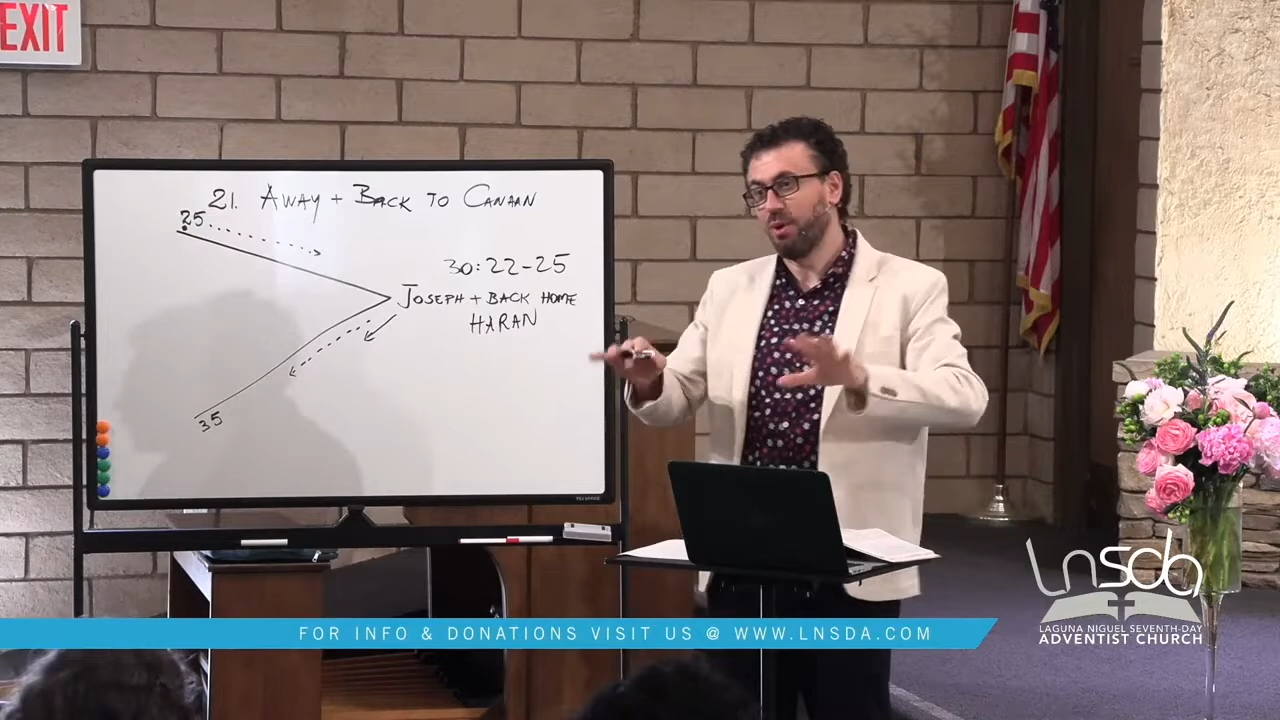 EXIT
21. AWAY + BACK TO CANAAN
25
30:22-25
JOSEPH + BACK HOME
HARAN
35
LNSDA
LAGUNA NIGUEL SEVENTH-DAY
ADVENTIST CHURCH
FOR INFO & DONATIONS VISIT US @ WWW.LNSDA.COM